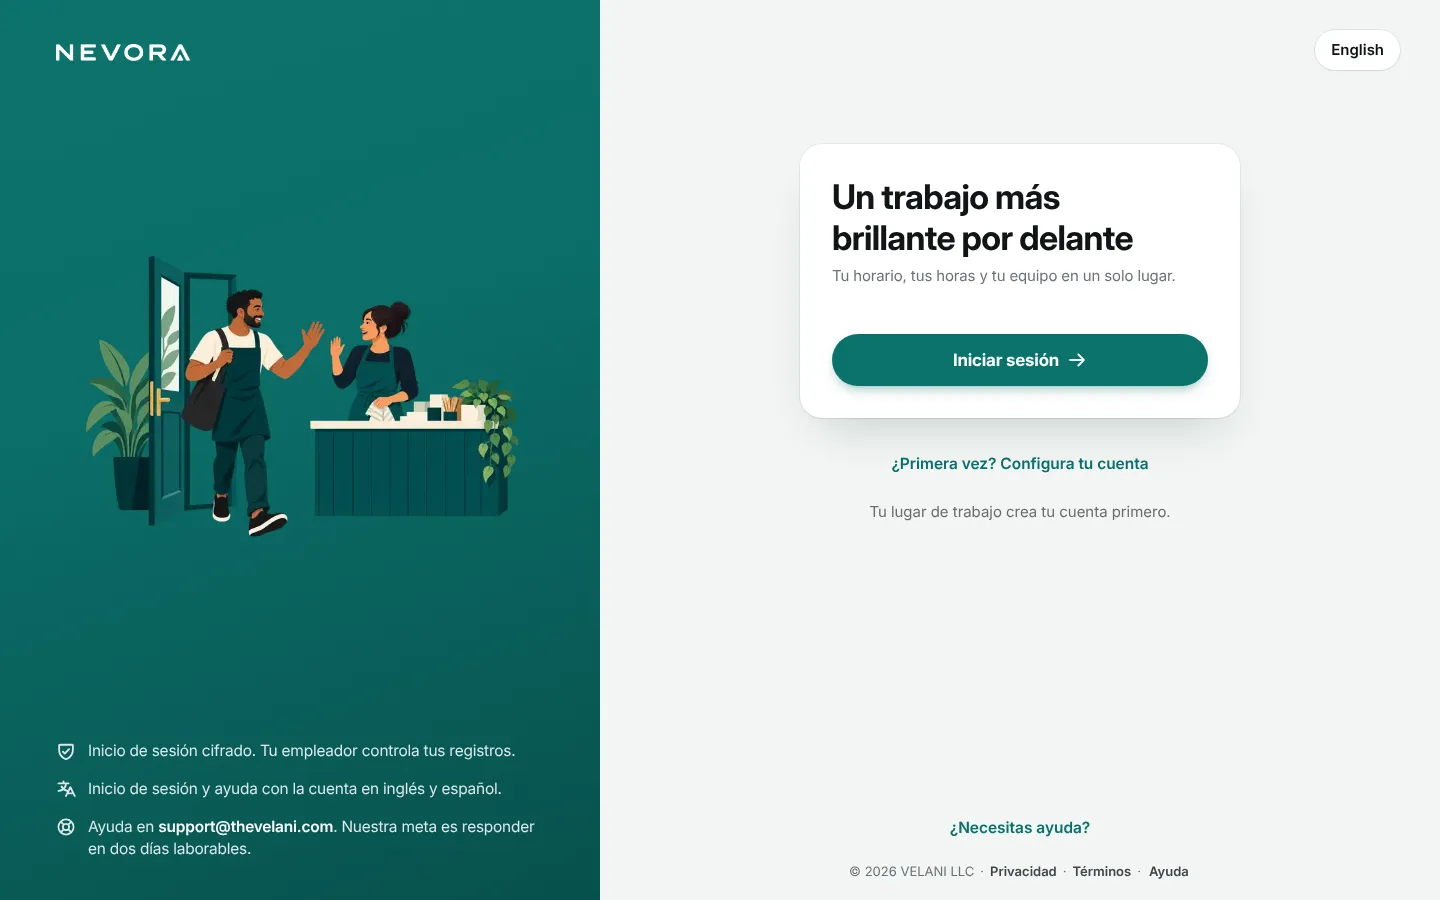 NEVORA
English
Un trabajo más
brillante por delante
Tu horario, tus horas y tu equipo en un solo lugar.
Iniciar sesión
¿Primera vez? Configura tu cuenta
Tu lugar de trabajo crea tu cuenta primero.
Inicio de sesión cifrado. Tu empleador controla tus registros.
Inicio de sesión y ayuda con la cuenta en inglés y español.
Ayuda en support@thevelani.com. Nuestra meta es responder
en dos días laborables.
¿Necesitas ayuda?
© 2026 VELANI LLC · Privacidad · Términos · Ayuda